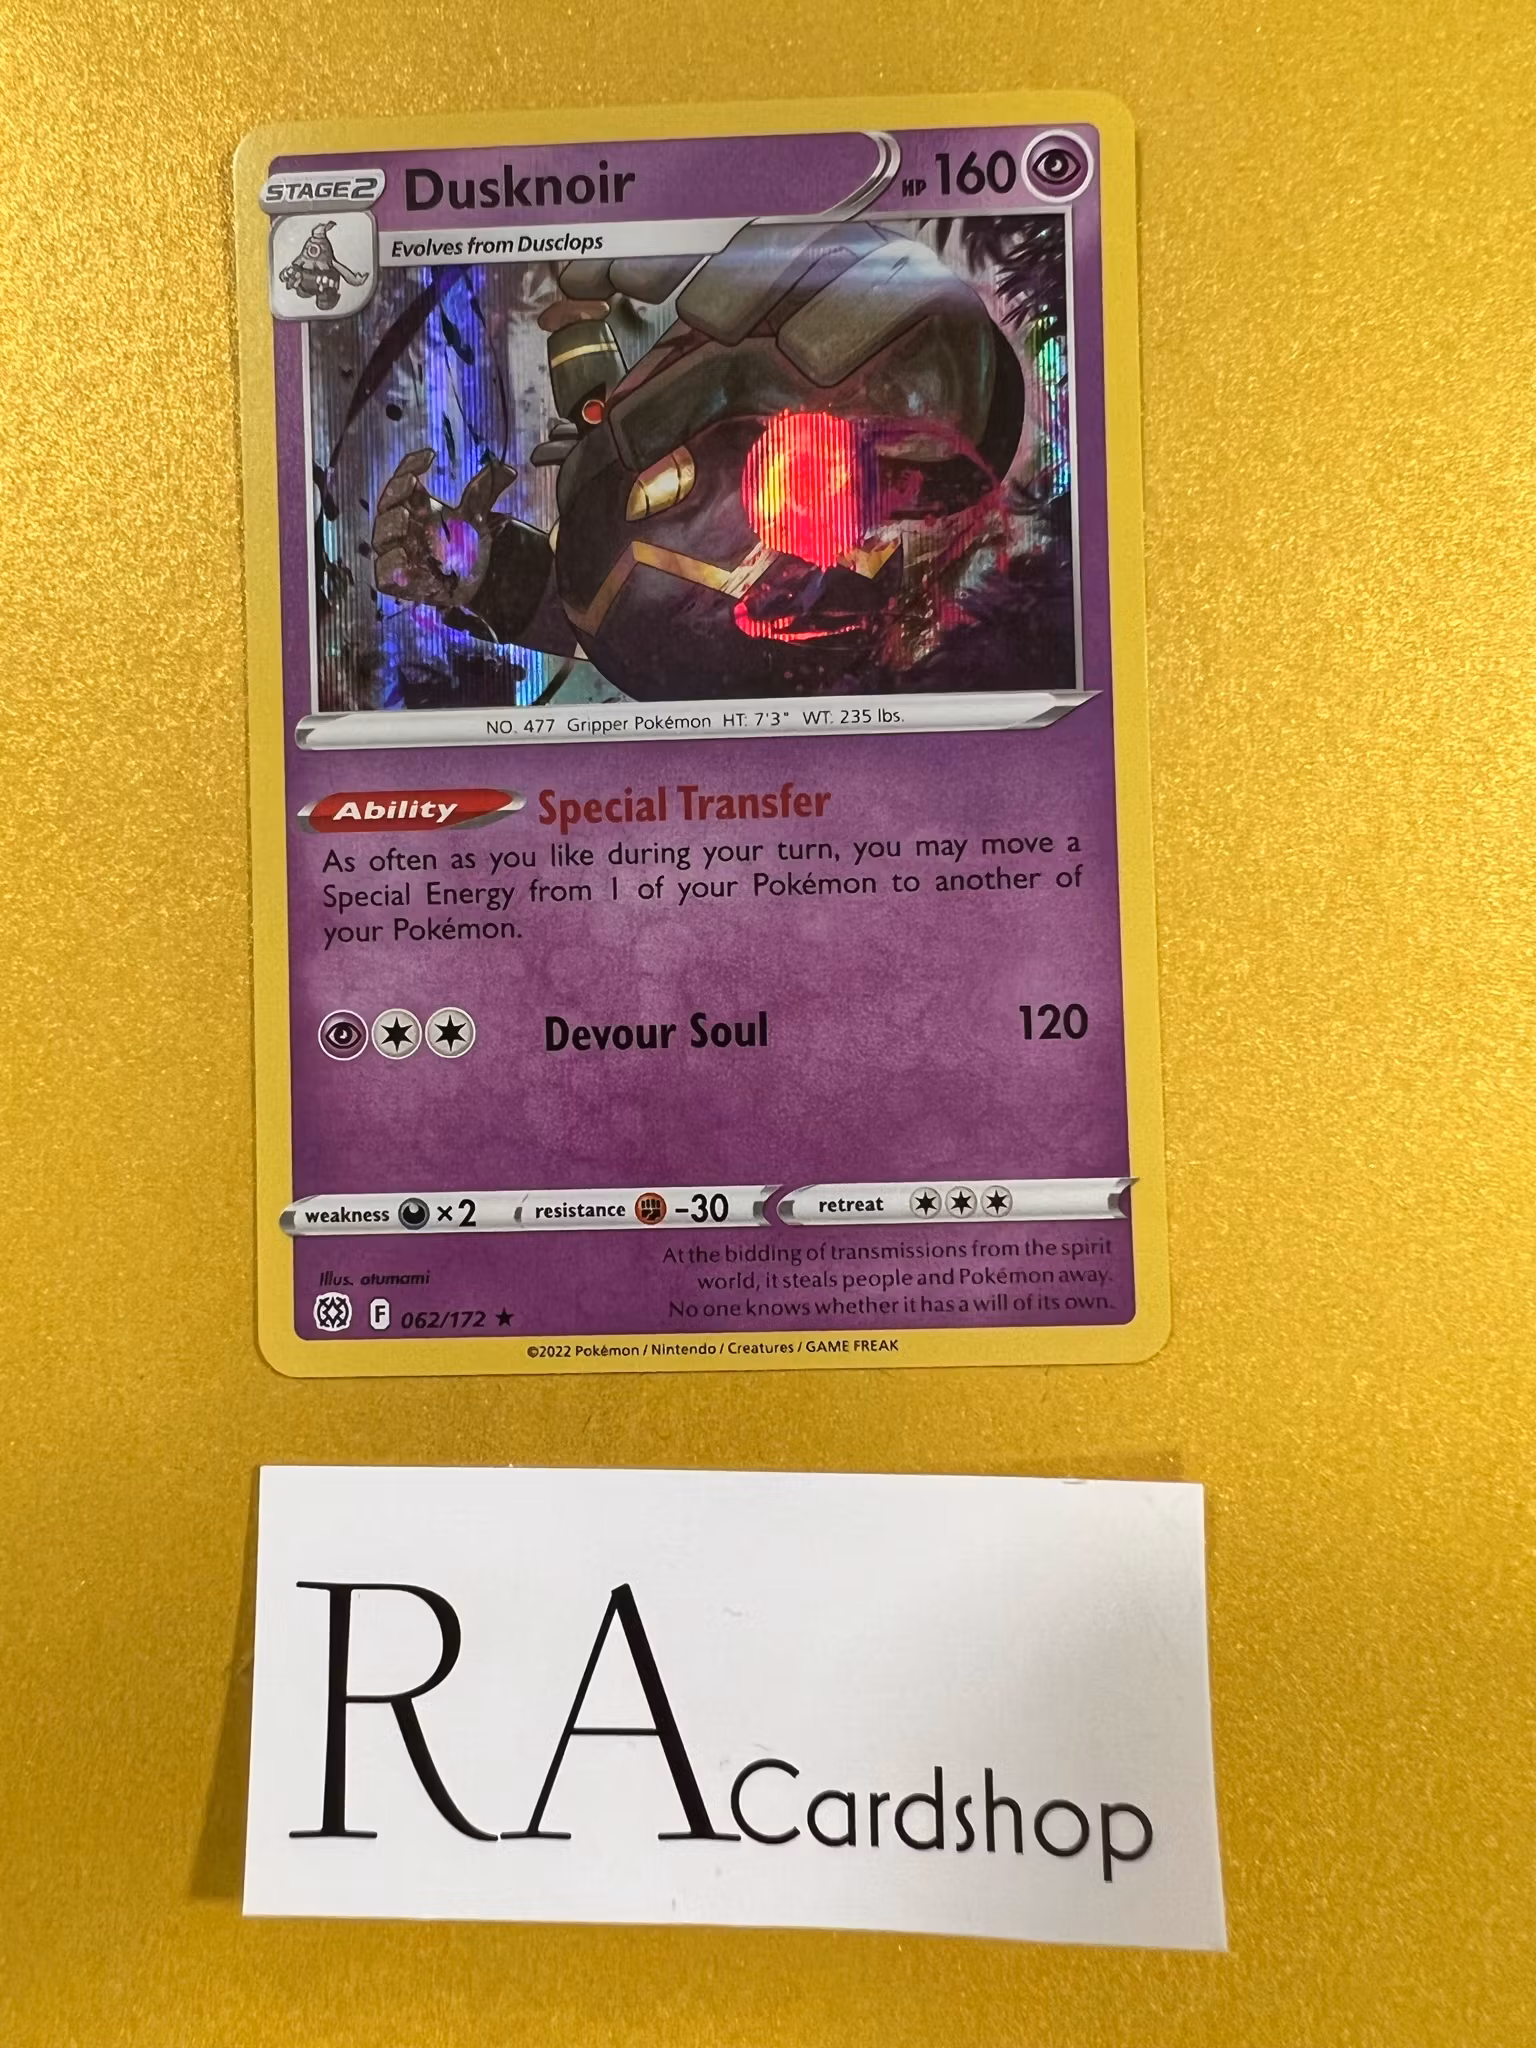 STAGE 2 Dusknoir HP 160
Evolves from Dusclops
NO. 477 Gripper Pokémon HT: 7'3" WT: 235 lbs.
Ability Special Transfer
As often as you like during your turn, you may move a
Special Energy from 1 of your Pokémon to another of
your Pokémon.
Devour Soul 120
weakness ×2 resistance -30 retreat
At the bidding of transmissions from the spirit
world, it steals people and Pokémon away.
No one knows whether it has a will of its own.
Illus. otumami
F 062/172 ★
©2022 Pokémon / Nintendo / Creatures / GAME FREAK
RA Cardshop